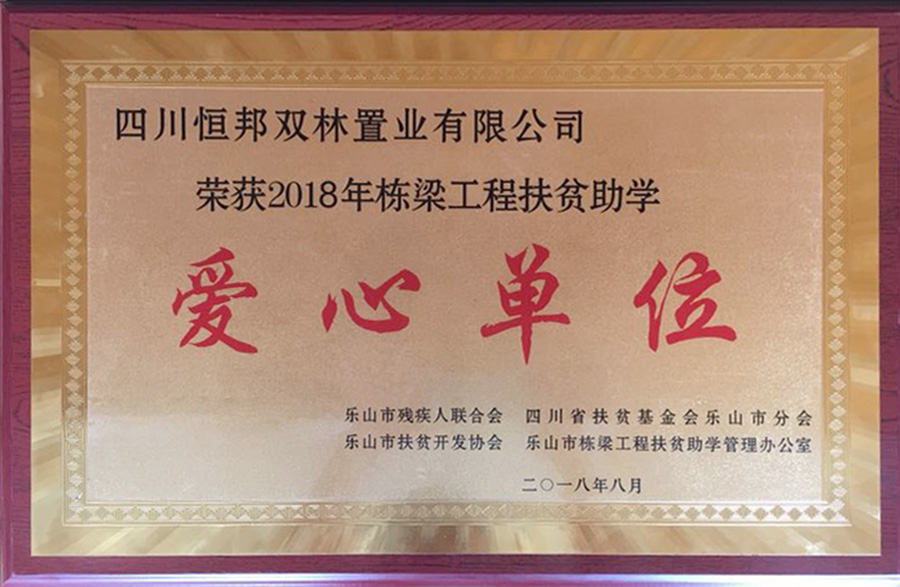 四川恒邦双林置业有限公司
荣获2018年栋梁工程扶贫助学
爱心单位
乐山市残疾人联合会 四川省扶贫基金会乐山市分会
乐山市扶贫开发协会 乐山市栋梁工程扶贫助学管理办公室
二〇一八年八月